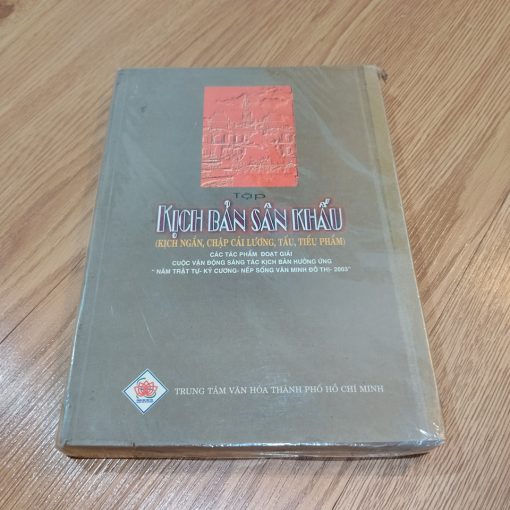 Tập
KỊCH BẢN SÂN KHẤU
(KỊCH NGẮN, CHẬP CẢI LƯƠNG, TẤU, TIỂU PHẨM)
CÁC TÁC PHẨM ĐOẠT GIẢI
CUỘC VẬN ĐỘNG SÁNG TÁC KỊCH BẢN HƯỞNG ỨNG
" NĂM TRẬT TỰ- KỶ CƯƠNG- NẾP SỐNG VĂN MINH ĐÔ THỊ- 2003"
TRUNG TÂM VĂN HÓA THÀNH PHỐ HỒ CHÍ MINH